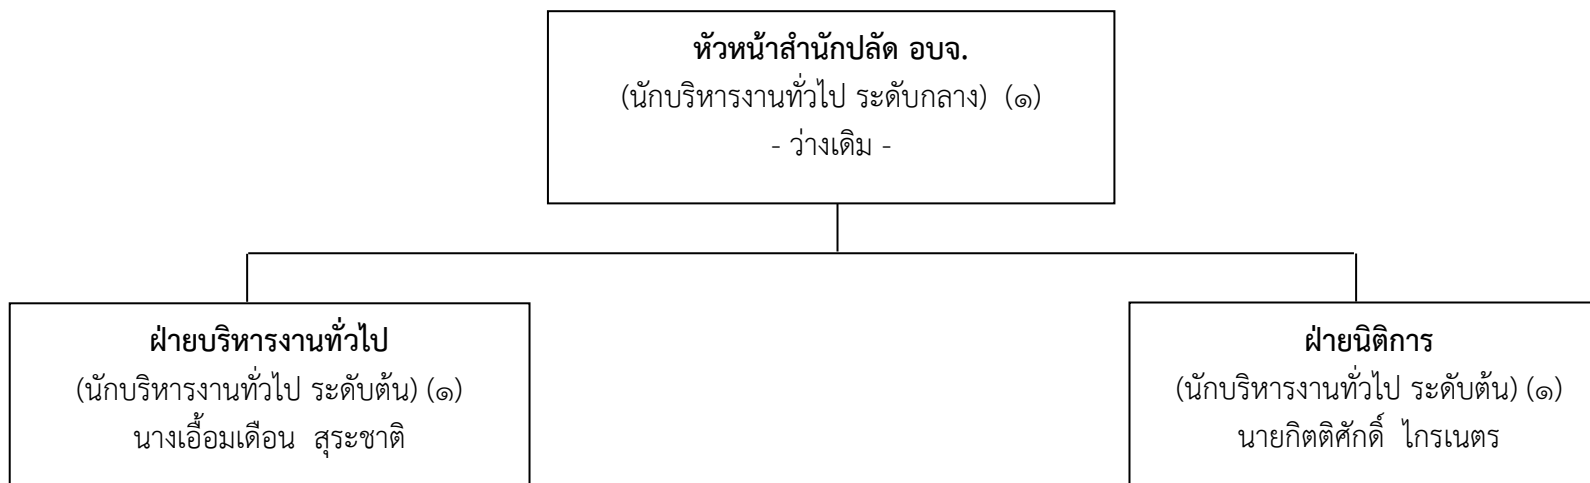 หัวหน้าสำนักปลัด อบจ.
(นักบริหารงานทั่วไป ระดับกลาง) (๑)
- ว่างเดิม -
ฝ่ายบริหารงานทั่วไป
(นักบริหารงานทั่วไป ระดับต้น) (๑)
นางเอื้อมเดือน สุระชาติ
ฝ่ายนิติการ
(นักบริหารงานทั่วไป ระดับต้น) (๑)
นายกิตติศักดิ์ ไกรเนตร